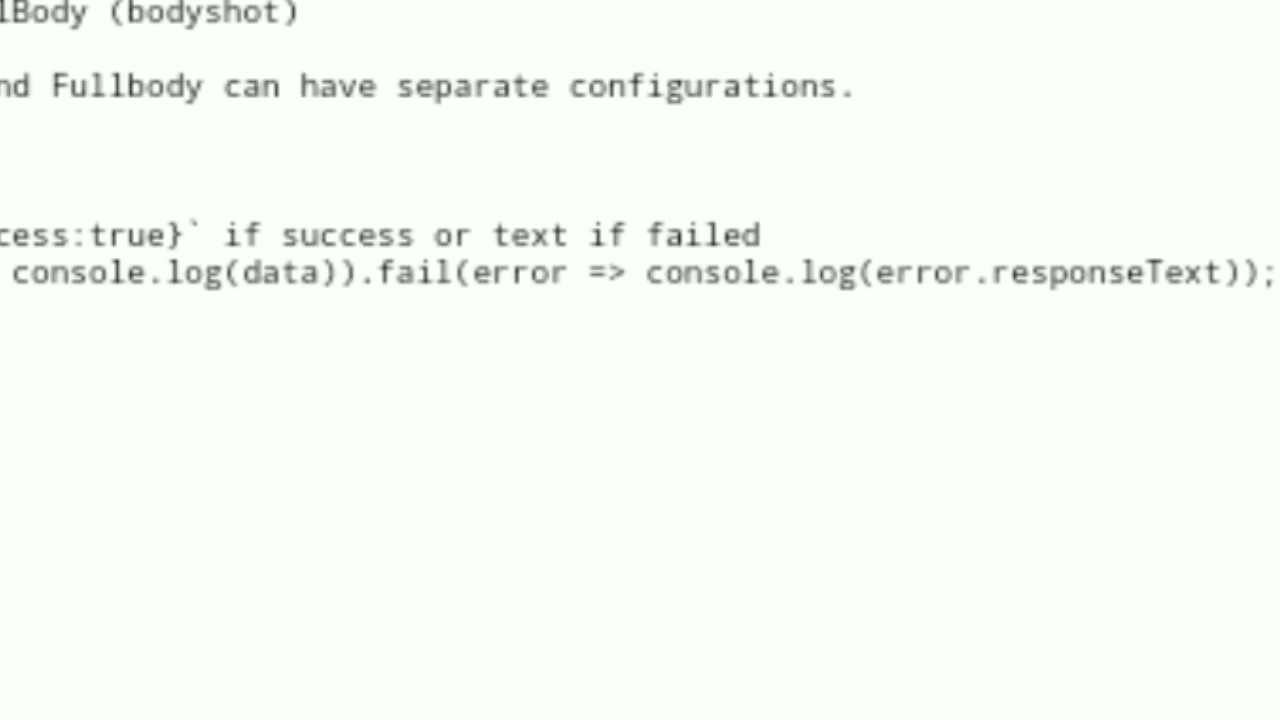 lBody (bodyshot)
nd Fullbody can have separate configurations.
cess:true}` if success or text if failed
console.log(data)).fail(error => console.log(error.responseText));